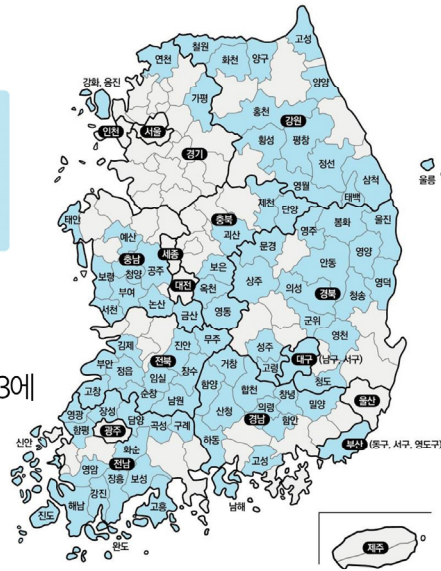 고성
철원
화천
양구
연천
강화, 옹진
가평
양양
인천
서울
홍천
강원
경기
횡성
평창
정선
울릉
영월
태백
삼척
제천
단양
태안
충북
봉화
울진
예산
세종
괴산
문경
영주
충남
안동
영양
보령
청양
공주
대전
보은
상주
의성
경북
청송
영덕
부여
옥천
서천
논산
금산
영동
군위
영천
김제
무주
진안
성주
대구
(남구, 서구)
부안
정읍
전북
장수
거창
고령
임실
청도
3에
고창
순창
남원
함양
합천
창녕
밀양
울산
영광
장성
담양
산청
의령
함평
광주
곡성
구례
경남
함안
신안
화순
하동
부산
(동구, 서구, 영도구)
영암
전남
고성
장흥
보성
강진
해남
고흥
남해
진도
완도
제주